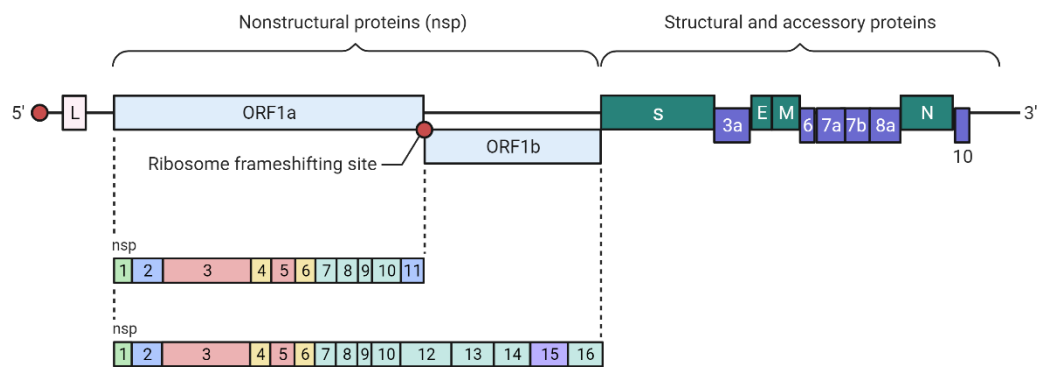 Nonstructural proteins (nsp) Structural and accessory proteins
5' L ORF1a S 3a E M 6 7a 7b 8a N 3'
Ribosome frameshifting site ORF1b 10
nsp
1 2 3 4 5 6 7 8 9 10 11
nsp
1 2 3 4 5 6 7 8 9 10 12 13 14 15 16